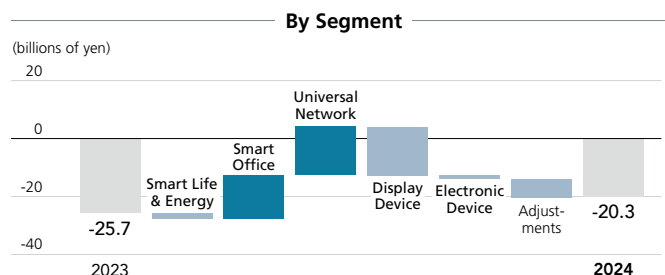 By Segment
(billions of yen)
20
0
-20
-40
Universal
Network
Smart
Office
Smart Life
& Energy
Display
Device
Electronic
Device
Adjust-
ments
-25.7
-20.3
2023
2024